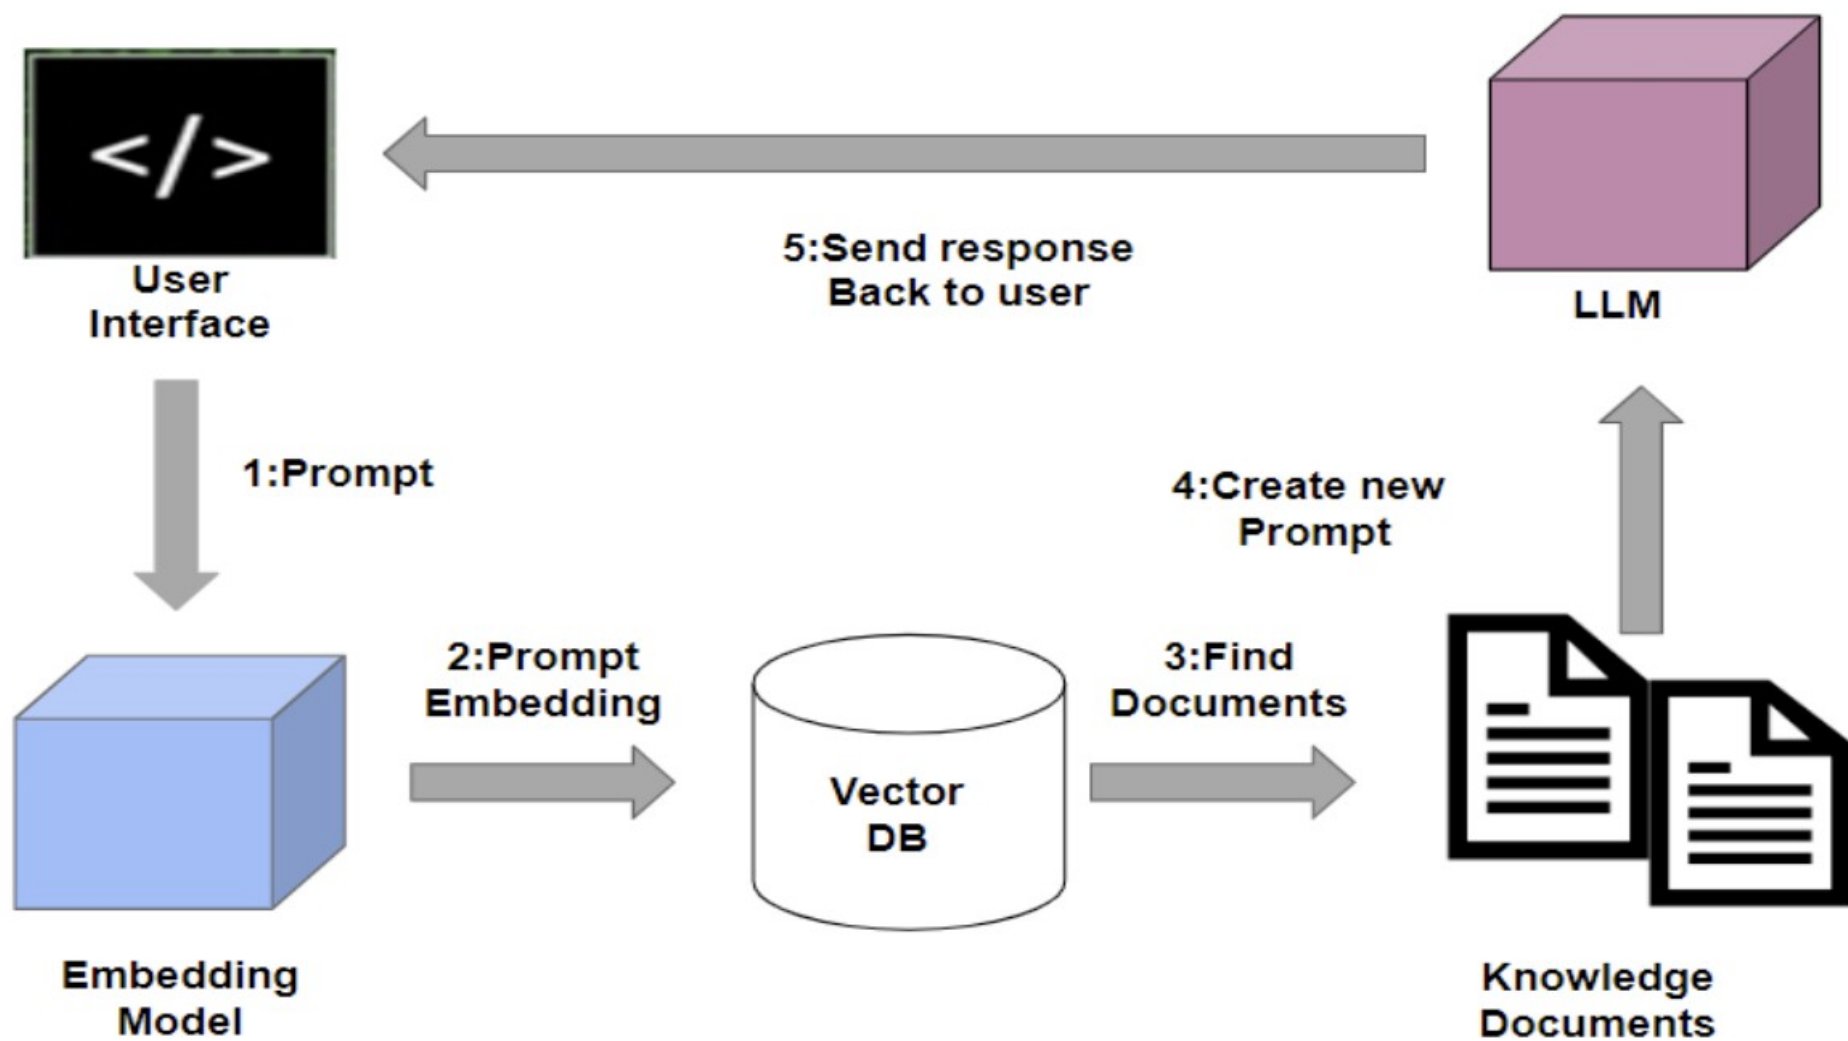 </>
User
Interface
5:Send response
Back to user
LLM
1:Prompt
4:Create new
Prompt
2:Prompt
Embedding
3:Find
Documents
Vector
DB
Embedding
Model
Knowledge
Documents